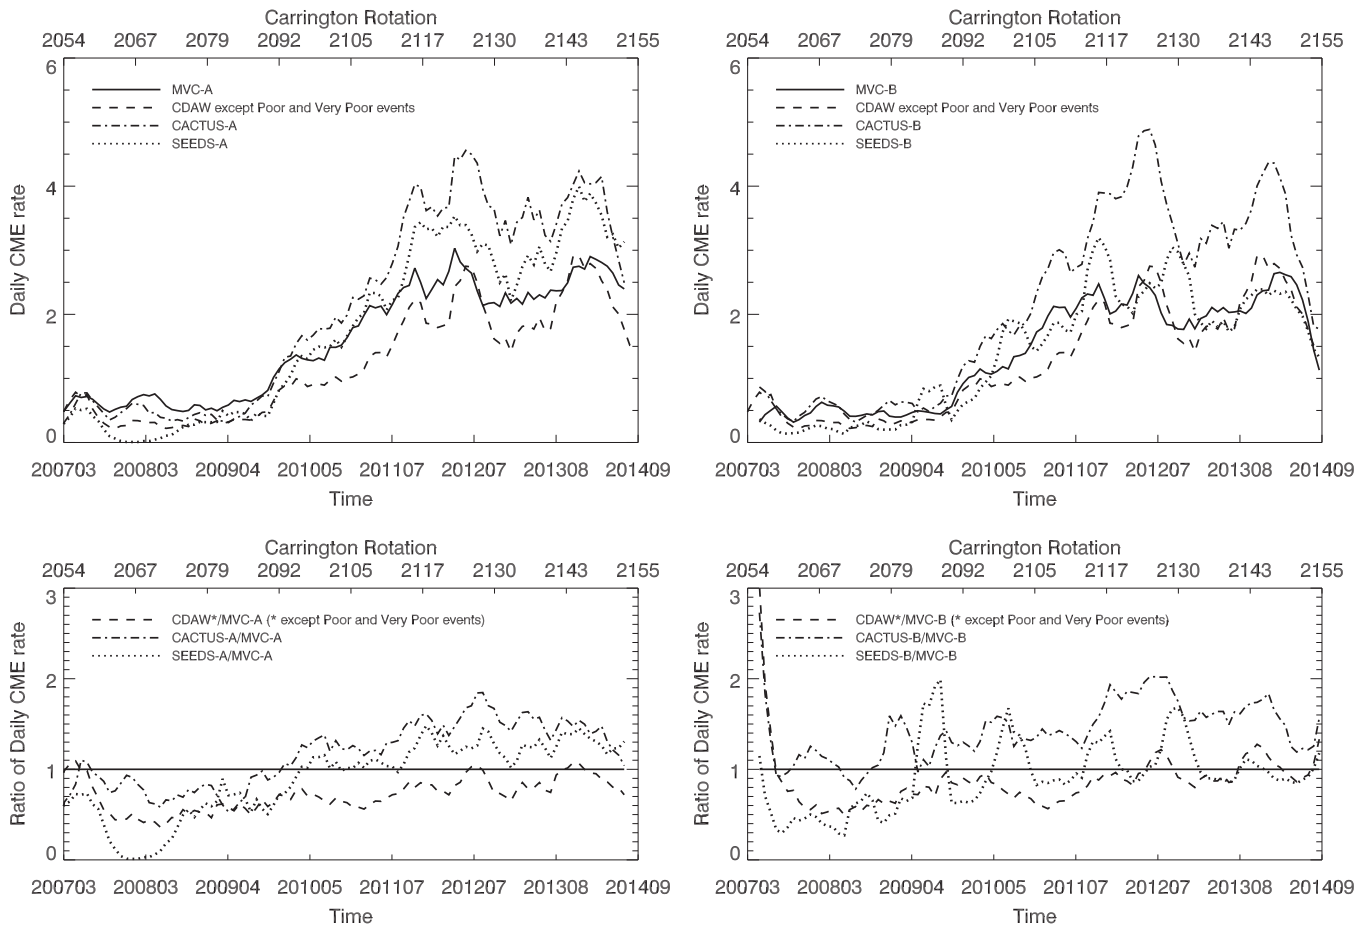 Carrington Rotation
2054 2067 2079 2092 2105 2117 2130 2143 2155
6
4
2
0
Daily CME rate
MVC-A
CDAW except Poor and Very Poor events
CACTUS-A
SEEDS-A
200703 200803 200904 201005 201107 201207 201308 201409
Time
Carrington Rotation
2054 2067 2079 2092 2105 2117 2130 2143 2155
6
4
2
0
Daily CME rate
MVC-B
CDAW except Poor and Very Poor events
CACTUS-B
SEEDS-B
200703 200803 200904 201005 201107 201207 201308 201409
Time
Carrington Rotation
2054 2067 2079 2092 2105 2117 2130 2143 2155
3
2
1
0
Ratio of Daily CME rate
CDAW*/MVC-A (* except Poor and Very Poor events)
CACTUS-A/MVC-A
SEEDS-A/MVC-A
200703 200803 200904 201005 201107 201207 201308 201409
Time
Carrington Rotation
2054 2067 2079 2092 2105 2117 2130 2143 2155
3
2
1
0
Ratio of Daily CME rate
CDAW*/MVC-B (* except Poor and Very Poor events)
CACTUS-B/MVC-B
SEEDS-B/MVC-B
200703 200803 200904 201005 201107 201207 201308 201409
Time